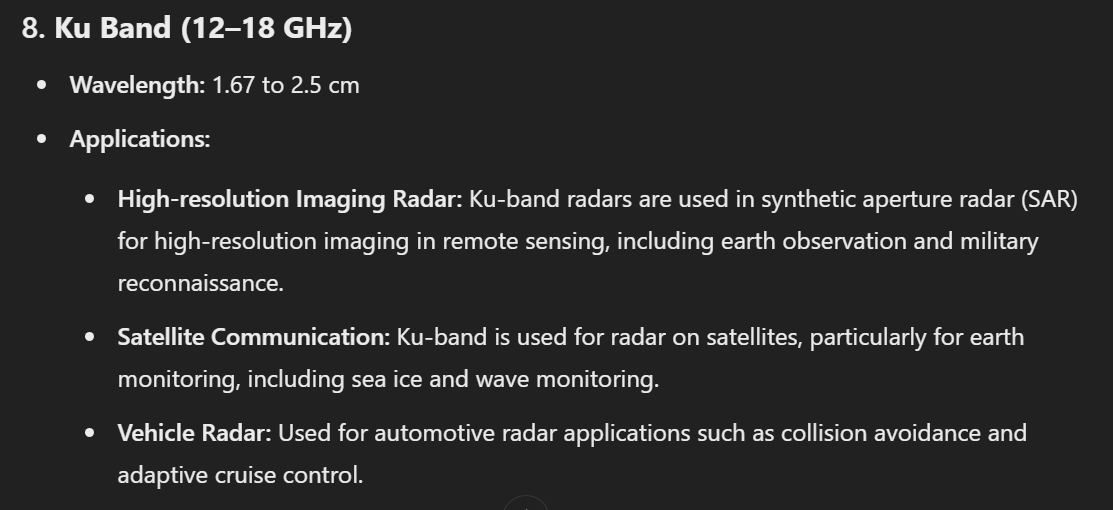 8. Ku Band (12–18 GHz)
• Wavelength: 1.67 to 2.5 cm
• Applications:
• High-resolution Imaging Radar: Ku-band radars are used in synthetic aperture radar (SAR)
for high-resolution imaging in remote sensing, including earth observation and military
reconnaissance.
• Satellite Communication: Ku-band is used for radar on satellites, particularly for earth
monitoring, including sea ice and wave monitoring.
• Vehicle Radar: Used for automotive radar applications such as collision avoidance and
adaptive cruise control.